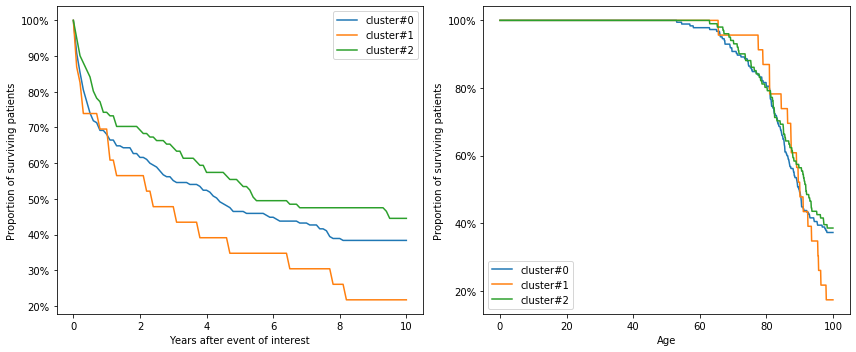 100%
90%
80%
70%
60%
50%
40%
30%
20%
Proportion of surviving patients
0
2
4
6
8
10
Years after event of interest
cluster#0
cluster#1
cluster#2
100%
80%
60%
40%
20%
Proportion of surviving patients
0
20
40
60
80
100
Age
cluster#0
cluster#1
cluster#2